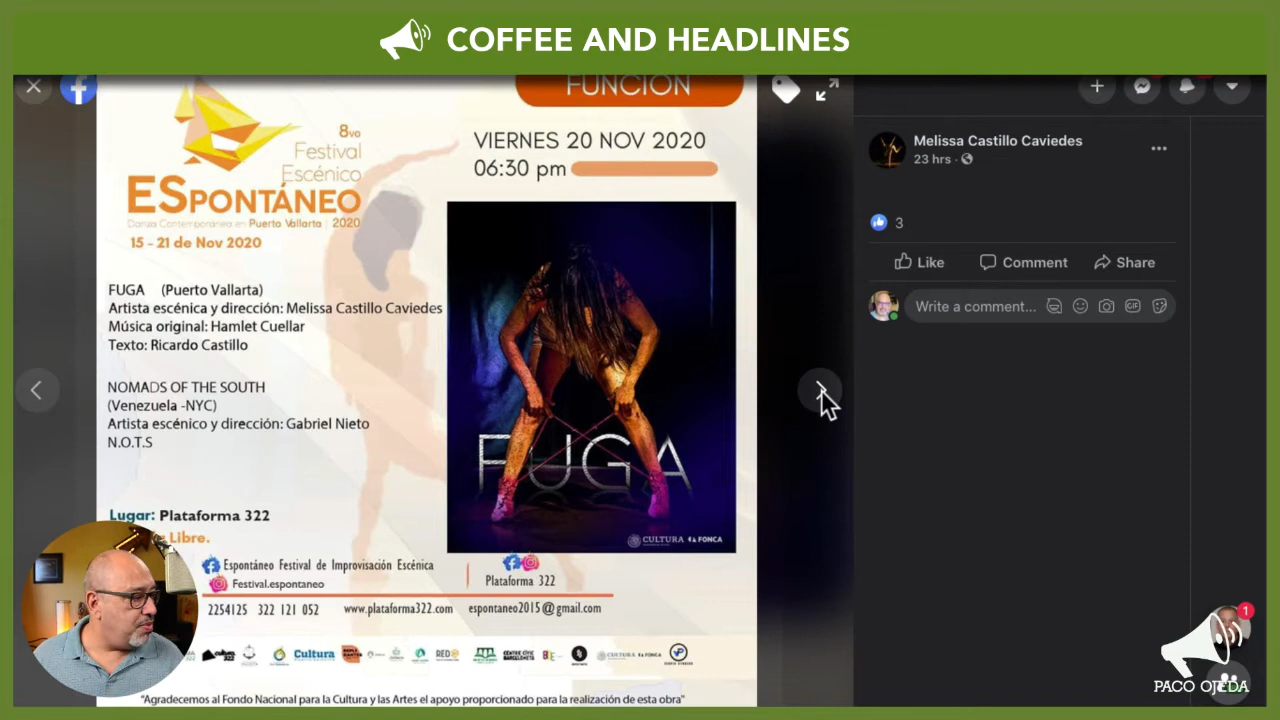 COFFEE AND HEADLINES
FUNCIÓN
8vo
Festival
Escénico
ESPONTÁNEO
Danza Contemporánea en Puerto Vallarta | 2020
15 - 21 de Nov 2020
VIERNES 20 NOV 2020
06:30 pm
FUGA (Puerto Vallarta)
Artista escénica y dirección: Melissa Castillo Caviedes
Música original: Hamlet Cuellar
Texto: Ricardo Castillo
NOMADS OF THE SOUTH
(Venezuela -NYC)
Artista escénico y dirección: Gabriel Nieto
N.O.T.S
FUGA
CULTURA FONCA
Lugar: Plataforma 322
Libre.
Espontáneo Festival de Improvisación Escénica
Festival.espontaneo
Plataforma 322
2254125 322 121 052 www.plataforma322.com espontaneo2015@gmail.com
Cultura
RED
CENTRE CÍVIC
BARCELONETA
CULTURA FONCA
"Agradecemos al Fondo Nacional para la Cultura y las Artes el apoyo proporcionado para la realización de esta obra"
Melissa Castillo Caviedes
23 hrs
3
Like Comment Share
Write a comment...
GIF
1
PACO OJEDA